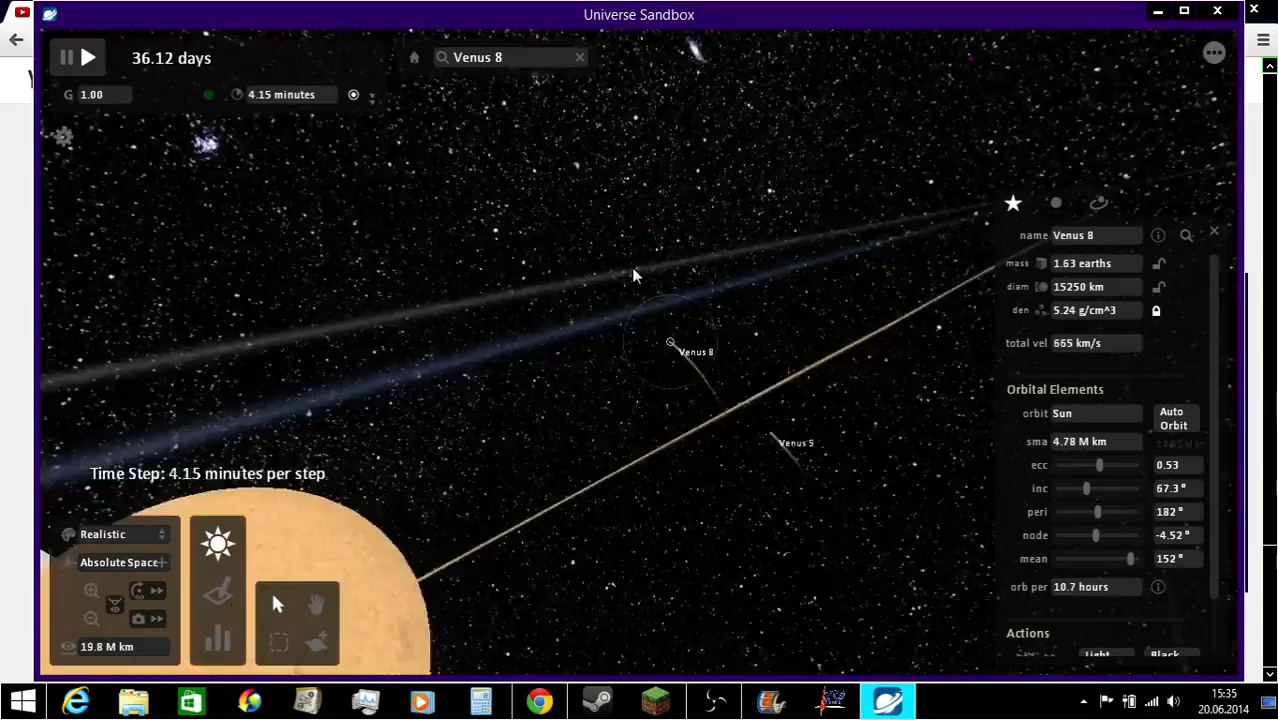 Universe Sandbox
36.12 days
Venus 8
G 1.00
4.15 minutes
name Venus 8
mass 1.63 earths
diam 15250 km
den 5.24 g/cm^3
total vel 665 km/s
Orbital Elements
orbit Sun
Auto Orbit
sma 4.78 M km
ecc 0.53
inc 67.3 °
peri 182 °
node -4.52 °
mean 152 °
orb per 10.7 hours
Actions
Light
Black
Venus 8
Venus 5
Time Step: 4.15 minutes per step
Realistic
Absolute Space
19.8 M km
15:35
20.06.2014